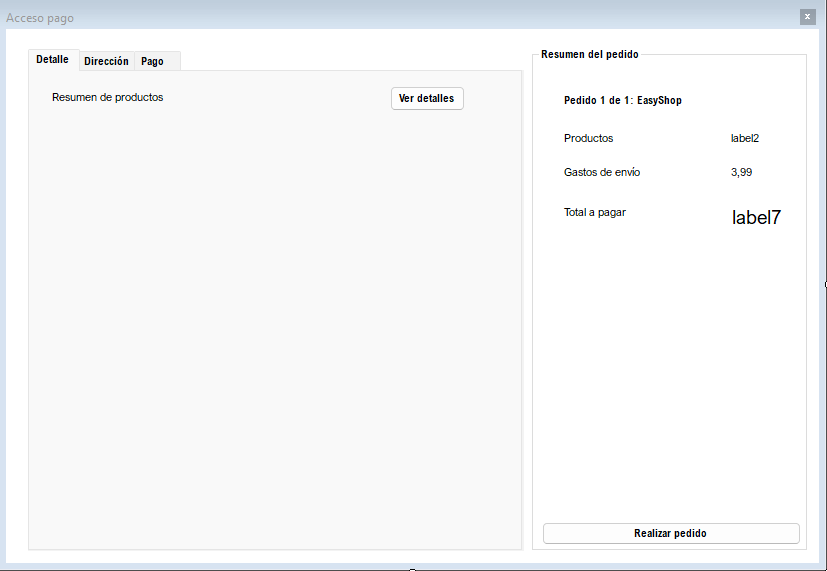 Acceso pago
x
Detalle Dirección Pago
Resumen de productos Ver detalles
Resumen del pedido
Pedido 1 de 1: EasyShop
Productos label2
Gastos de envío 3,99
Total a pagar label7
Realizar pedido